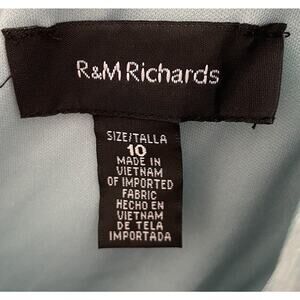 R&M Richards
SIZE/TALLA
10
MADE IN
VIETNAM
OF IMPORTED
FABRIC
HECHO EN
VIETNAM
DE TELA
IMPORTADA